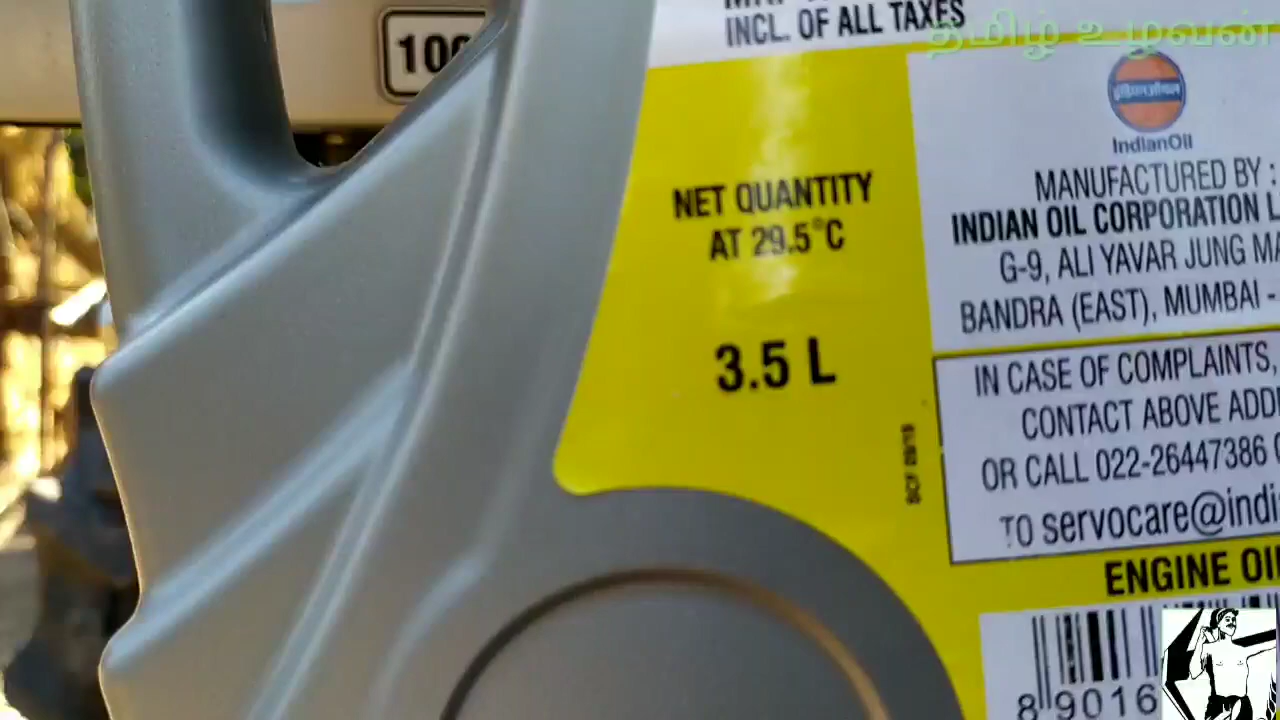 தமிழ் உழவன்
INCL. OF ALL TAXES
100
IndianOil
NET QUANTITY
AT 29.5°C
3.5 L
MANUFACTURED BY :
INDIAN OIL CORPORATION L
G-9, ALI YAVAR JUNG MA
BANDRA (EAST), MUMBAI -
IN CASE OF COMPLAINTS,
CONTACT ABOVE ADD
OR CALL 022-26447386
TO servocare@indi
ENGINE OI
8 9016